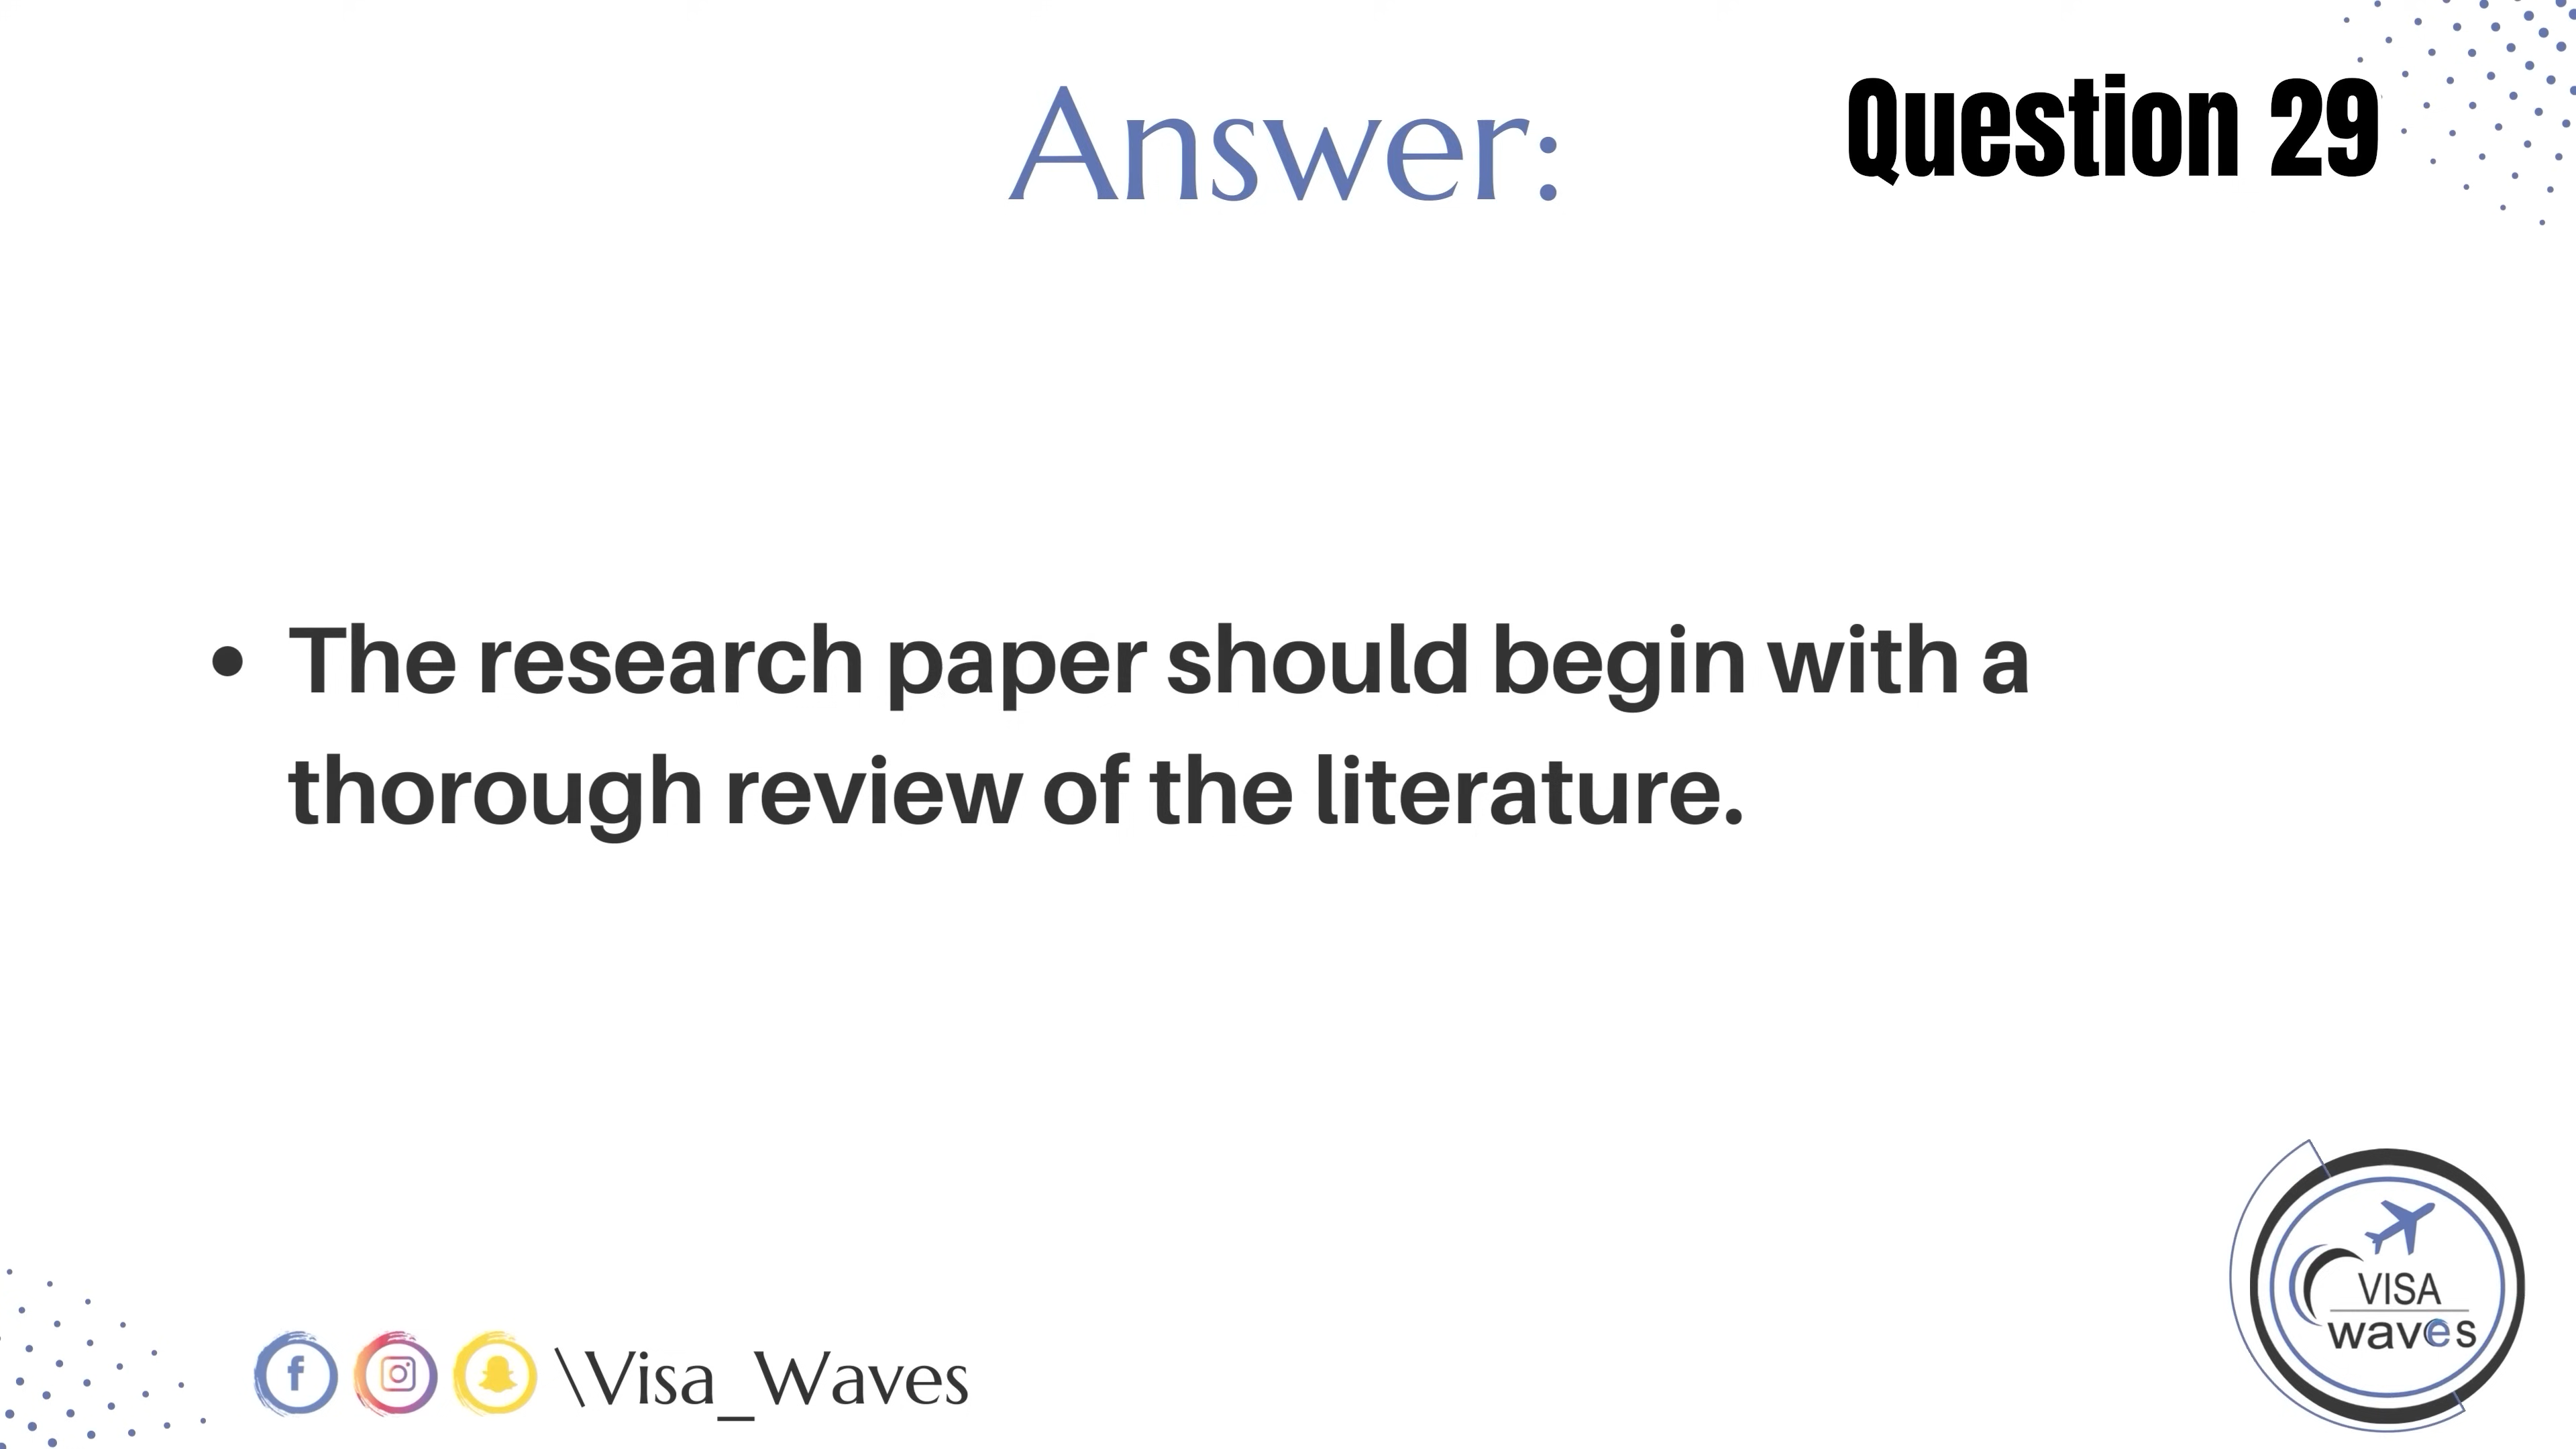 Answer:
Question 29
• The research paper should begin with a
thorough review of the literature.
\Visa_Waves
VISA
waves